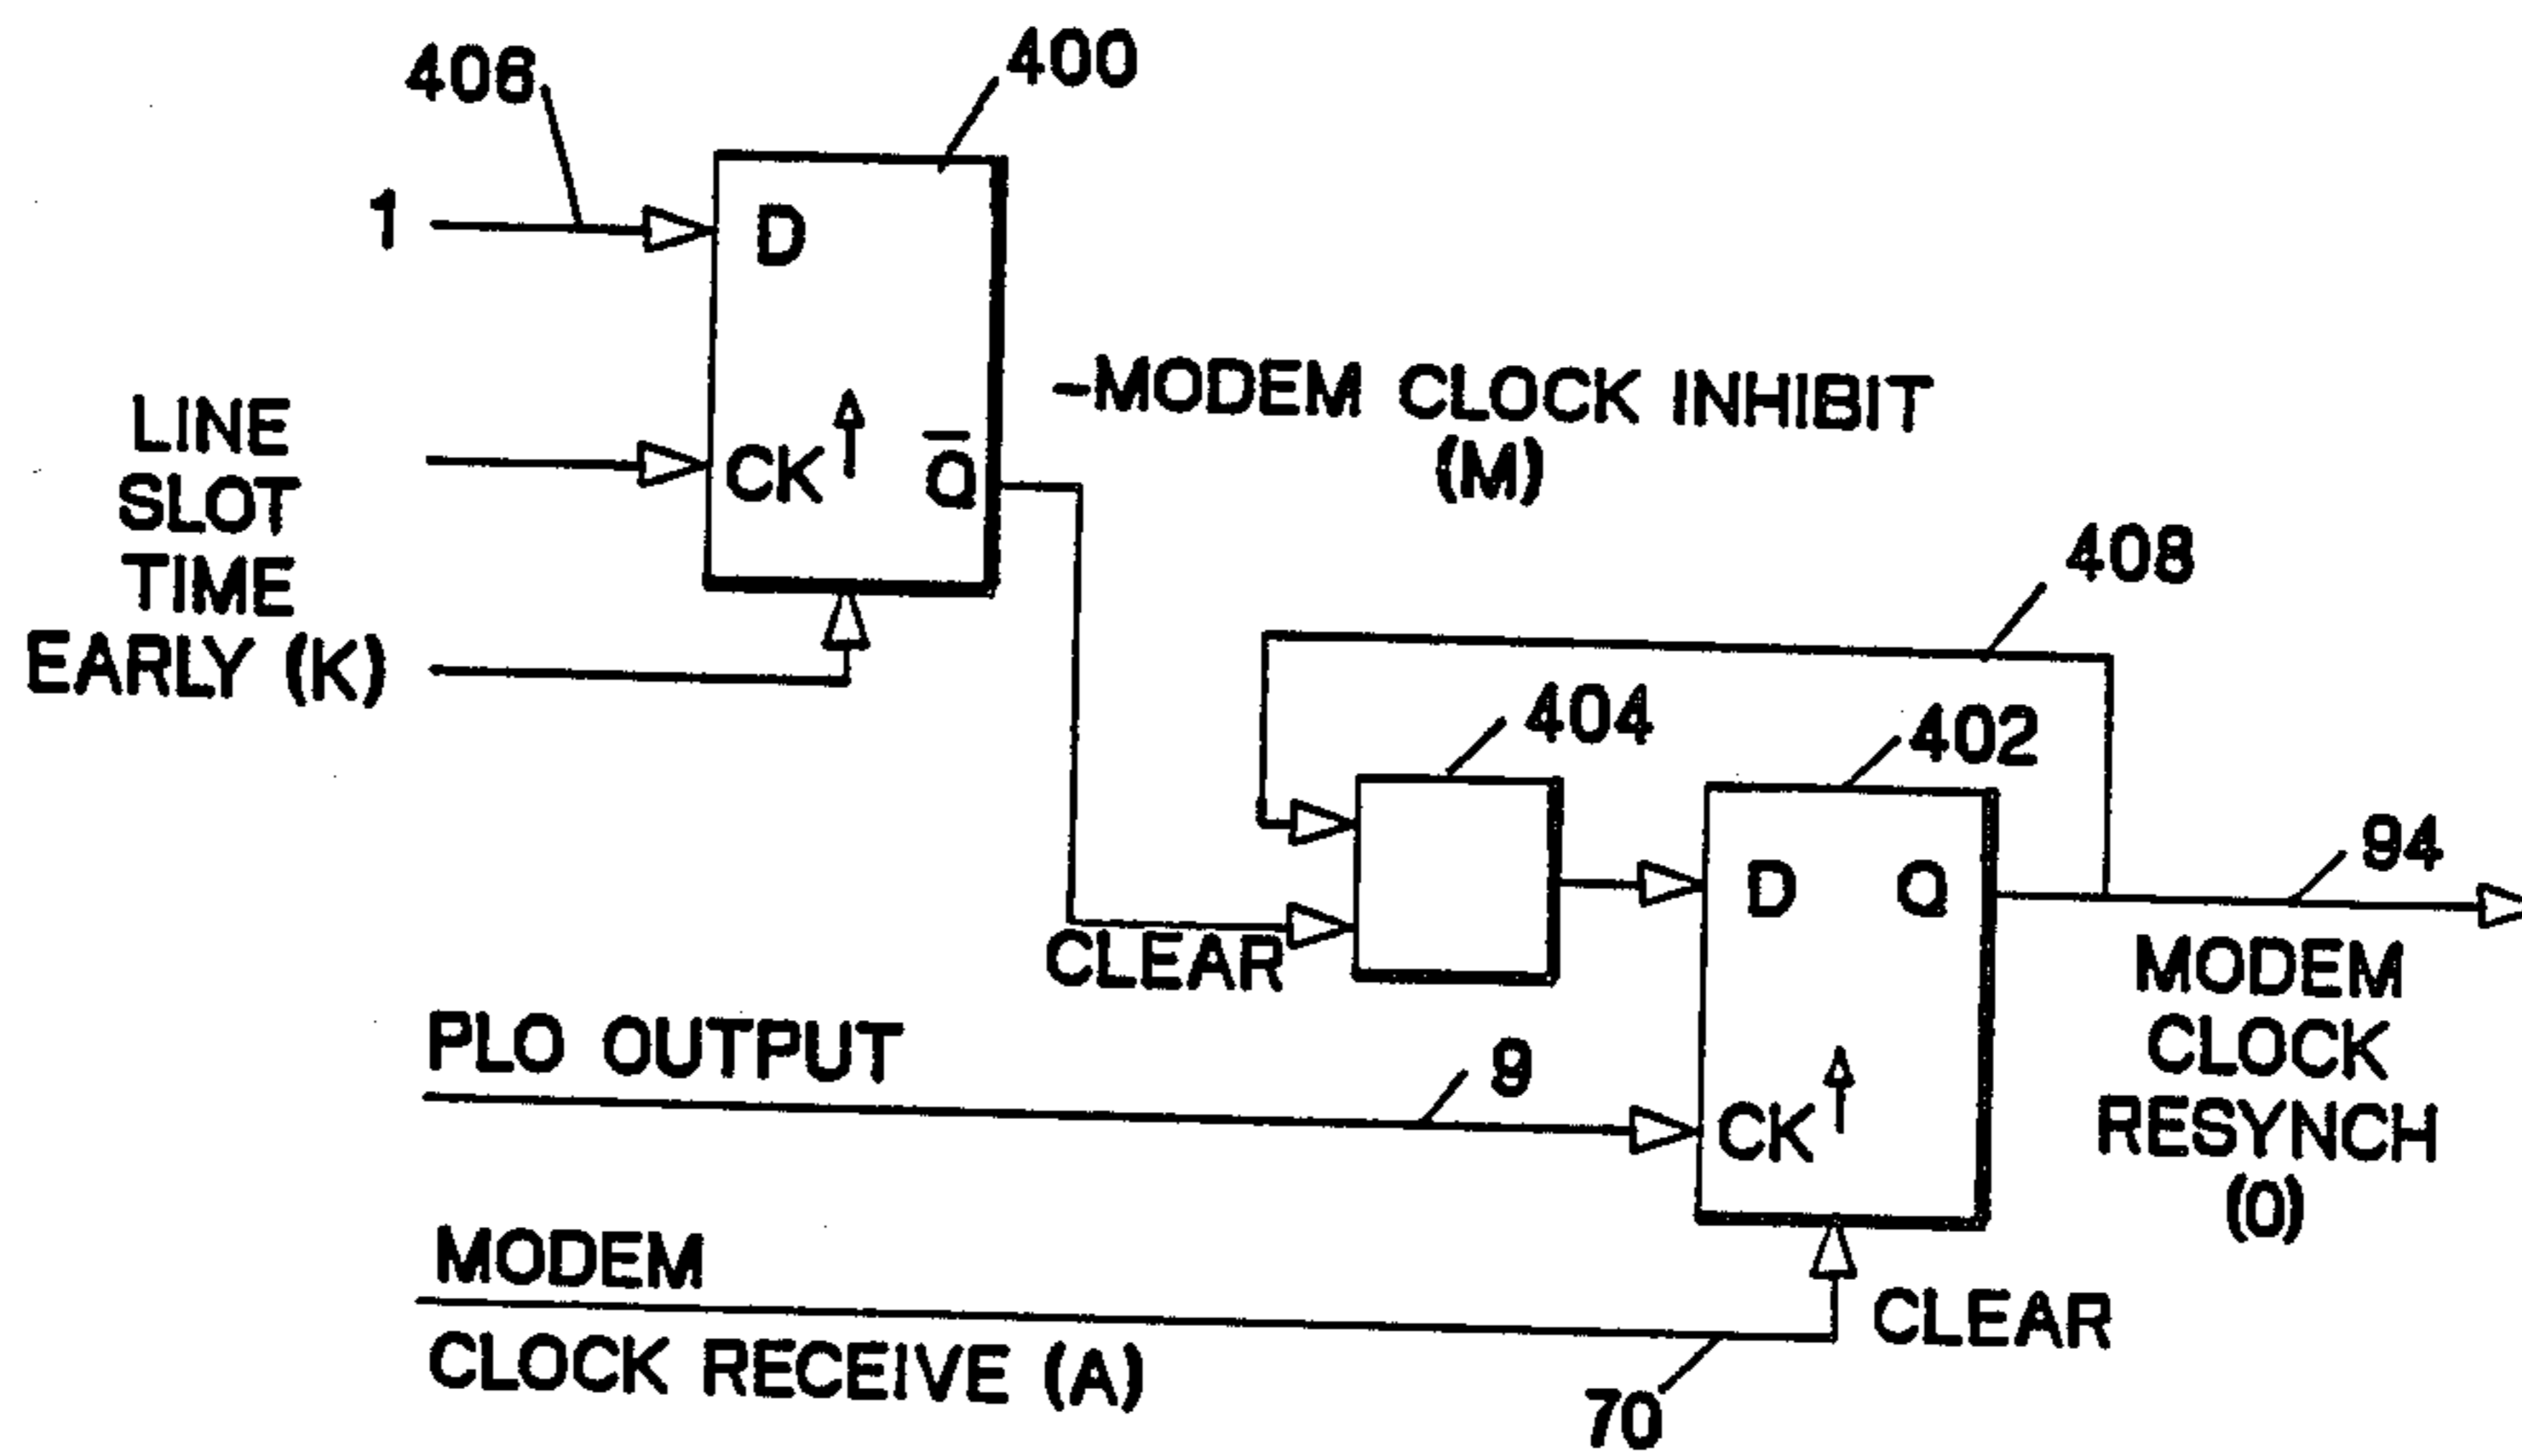 406
400
1
D
LINE
SLOT
TIME
EARLY (K)
CK
Q
-MODEM CLOCK INHIBIT
(M)
408
404
402
D
Q
94
CLEAR
MODEM
CLOCK
RESYNCH
(0)
PLO OUTPUT
9
CK
MODEM
CLOCK RECEIVE (A)
CLEAR
70